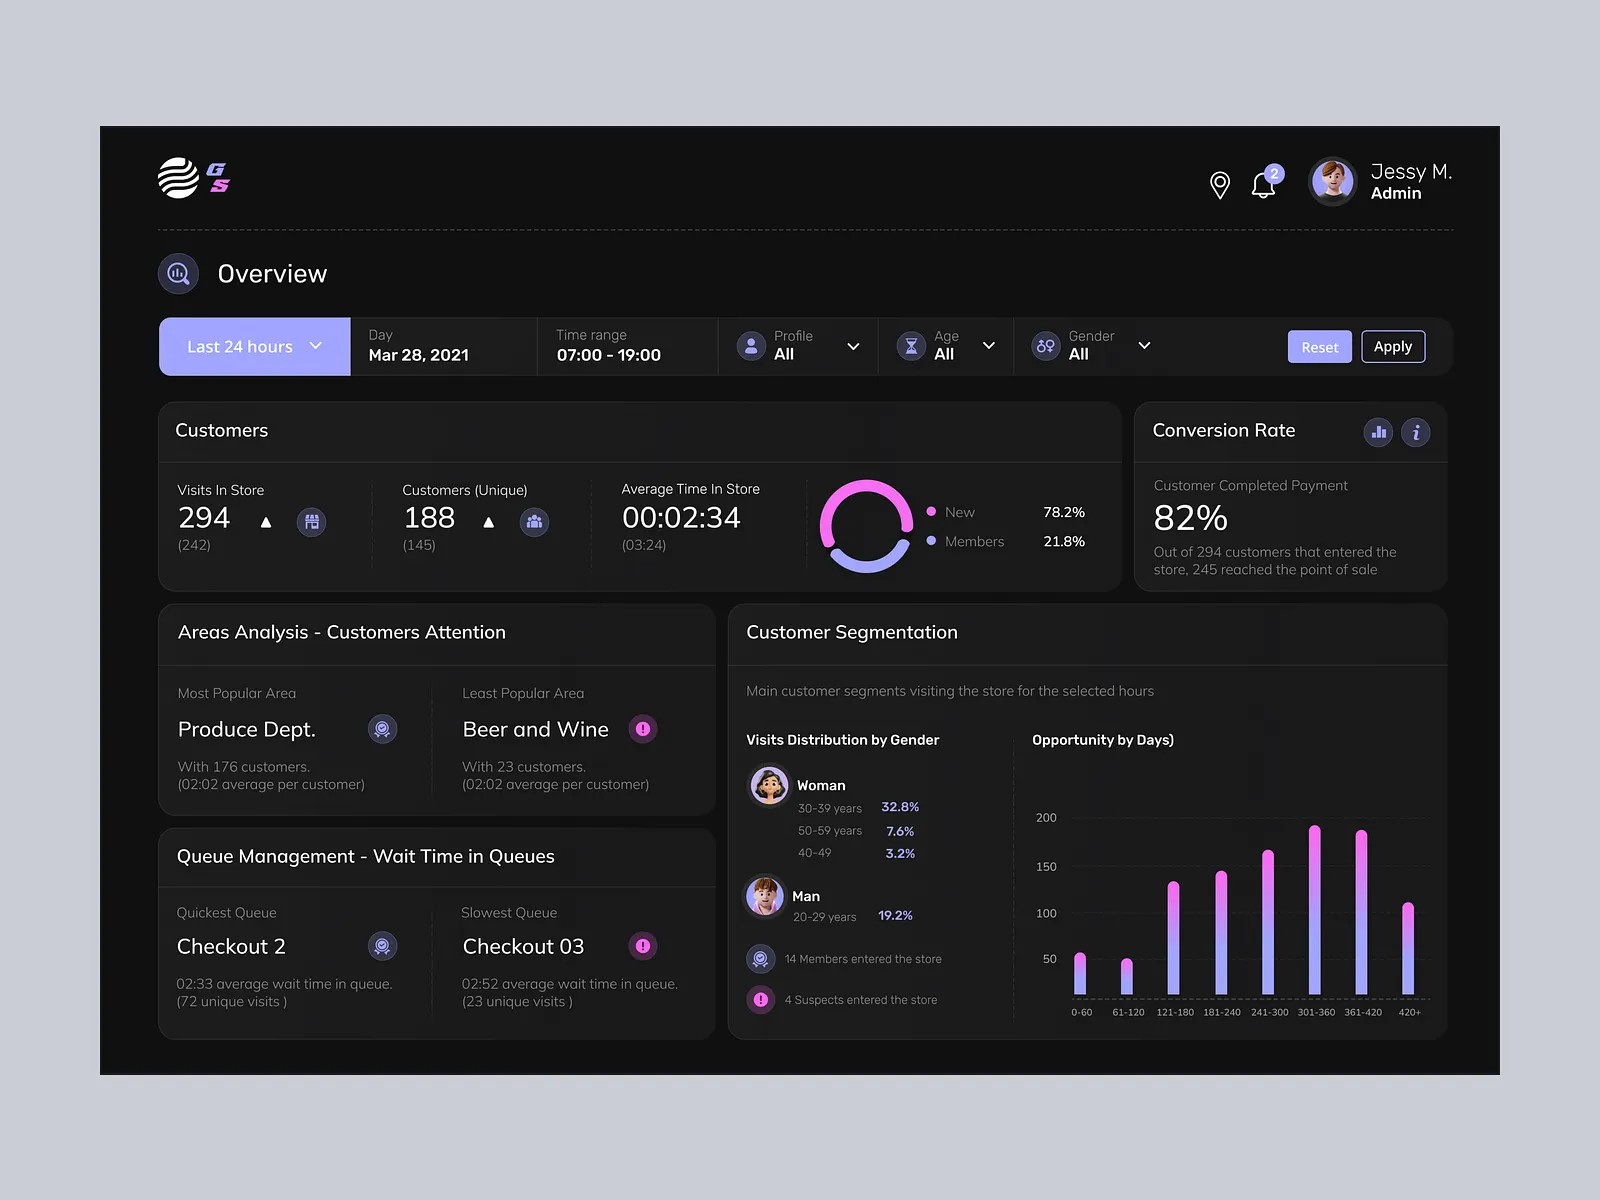 GS
2
Jessy M.
Admin
Overview
Last 24 hours
Day
Mar 28, 2021
Time range
07:00 - 19:00
Profile
All
Age
All
Gender
All
Reset
Apply
Customers
Visits In Store
294
(242)
Customers (Unique)
188
(145)
Average Time In Store
00:02:34
(03:24)
New 78.2%
Members 21.8%
Conversion Rate
i
Customer Completed Payment
82%
Out of 294 customers that entered the
store, 245 reached the point of sale
Areas Analysis - Customers Attention
Most Popular Area
Produce Dept.
With 176 customers.
(02:02 average per customer)
Least Popular Area
Beer and Wine
!
With 23 customers.
(02:02 average per customer)
Queue Management - Wait Time in Queues
Quickest Queue
Checkout 2
02:33 average wait time in queue.
(72 unique visits )
Slowest Queue
Checkout 03
!
02:52 average wait time in queue.
(23 unique visits )
Customer Segmentation
Main customer segments visiting the store for the selected hours
Visits Distribution by Gender
Woman
30-39 years 32.8%
50-59 years 7.6%
40-49 3.2%
Man
20-29 years 19.2%
14 Members entered the store
! 4 Suspects entered the store
Opportunity by Days)
200
150
100
50
0-60 61-120 121-180 181-240 241-300 301-360 361-420 420+